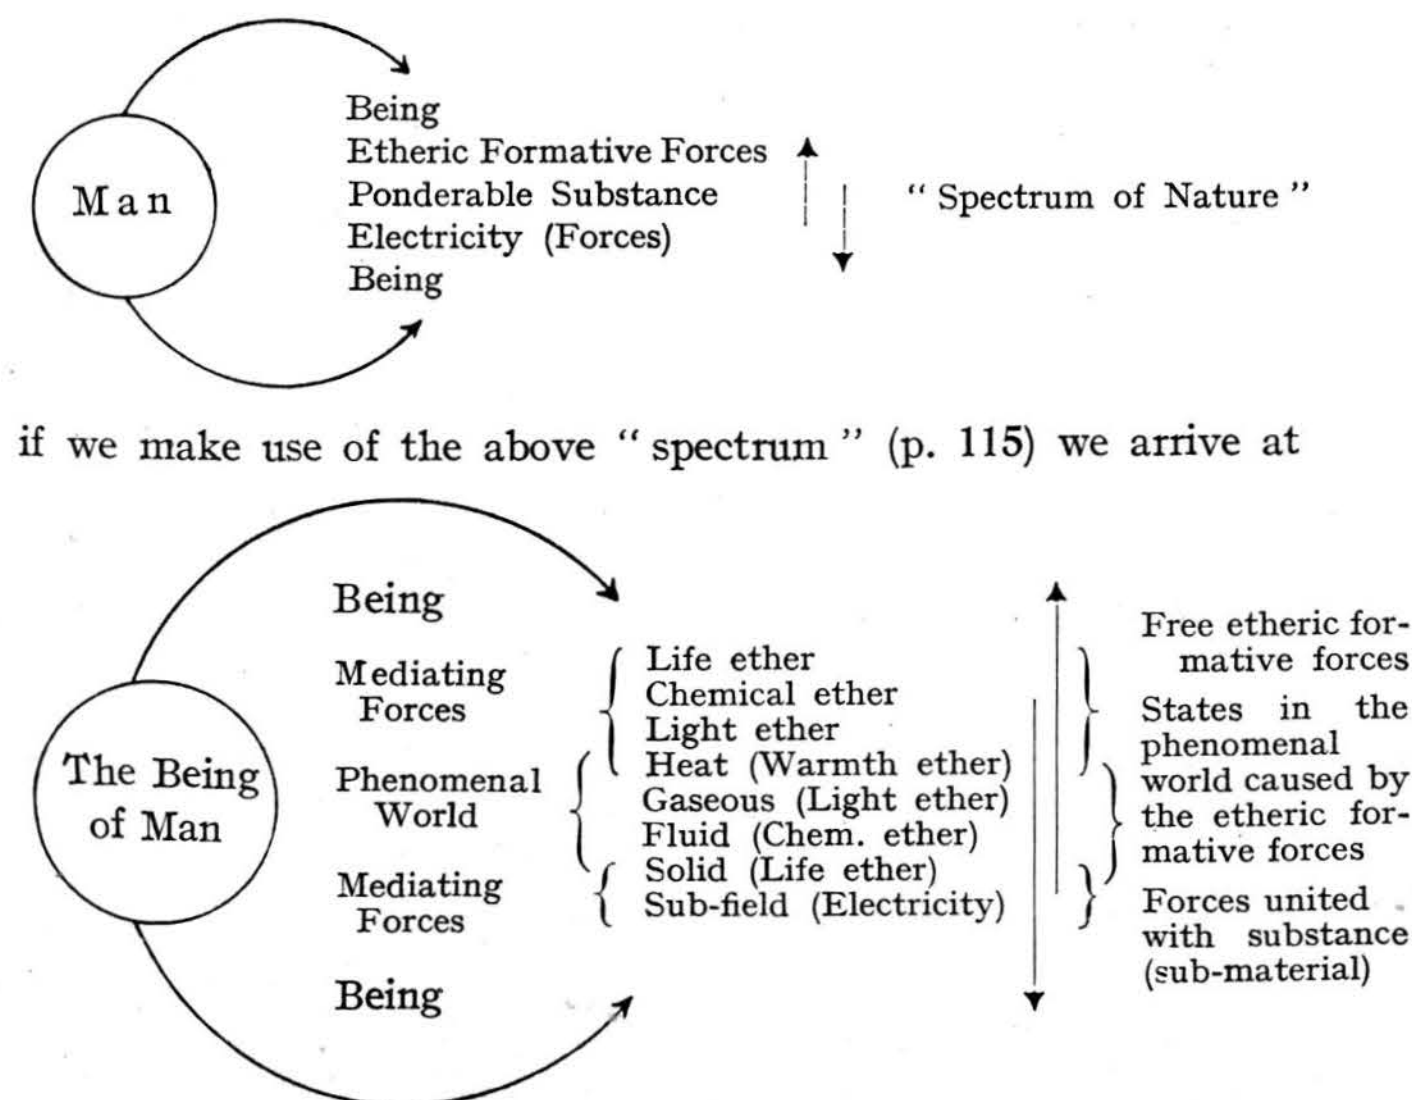 Man
Being
Etheric Formative Forces
Ponderable Substance
Electricity (Forces)
Being
“ Spectrum of Nature ”
if we make use of the above “ spectrum ” (p. 115) we arrive at
The Being
of Man
Being
Mediating
Forces
Phenomenal
World
Mediating
Forces
Being
Life ether
Chemical ether
Light ether
Heat (Warmth ether)
Gaseous (Light ether)
Fluid (Chem. ether)
Solid (Life ether)
Sub-field (Electricity)
Free etheric for-
mative forces
States in the
phenomenal
world caused by
the etheric for-
mative forces
Forces united
with substance
(sub-material)